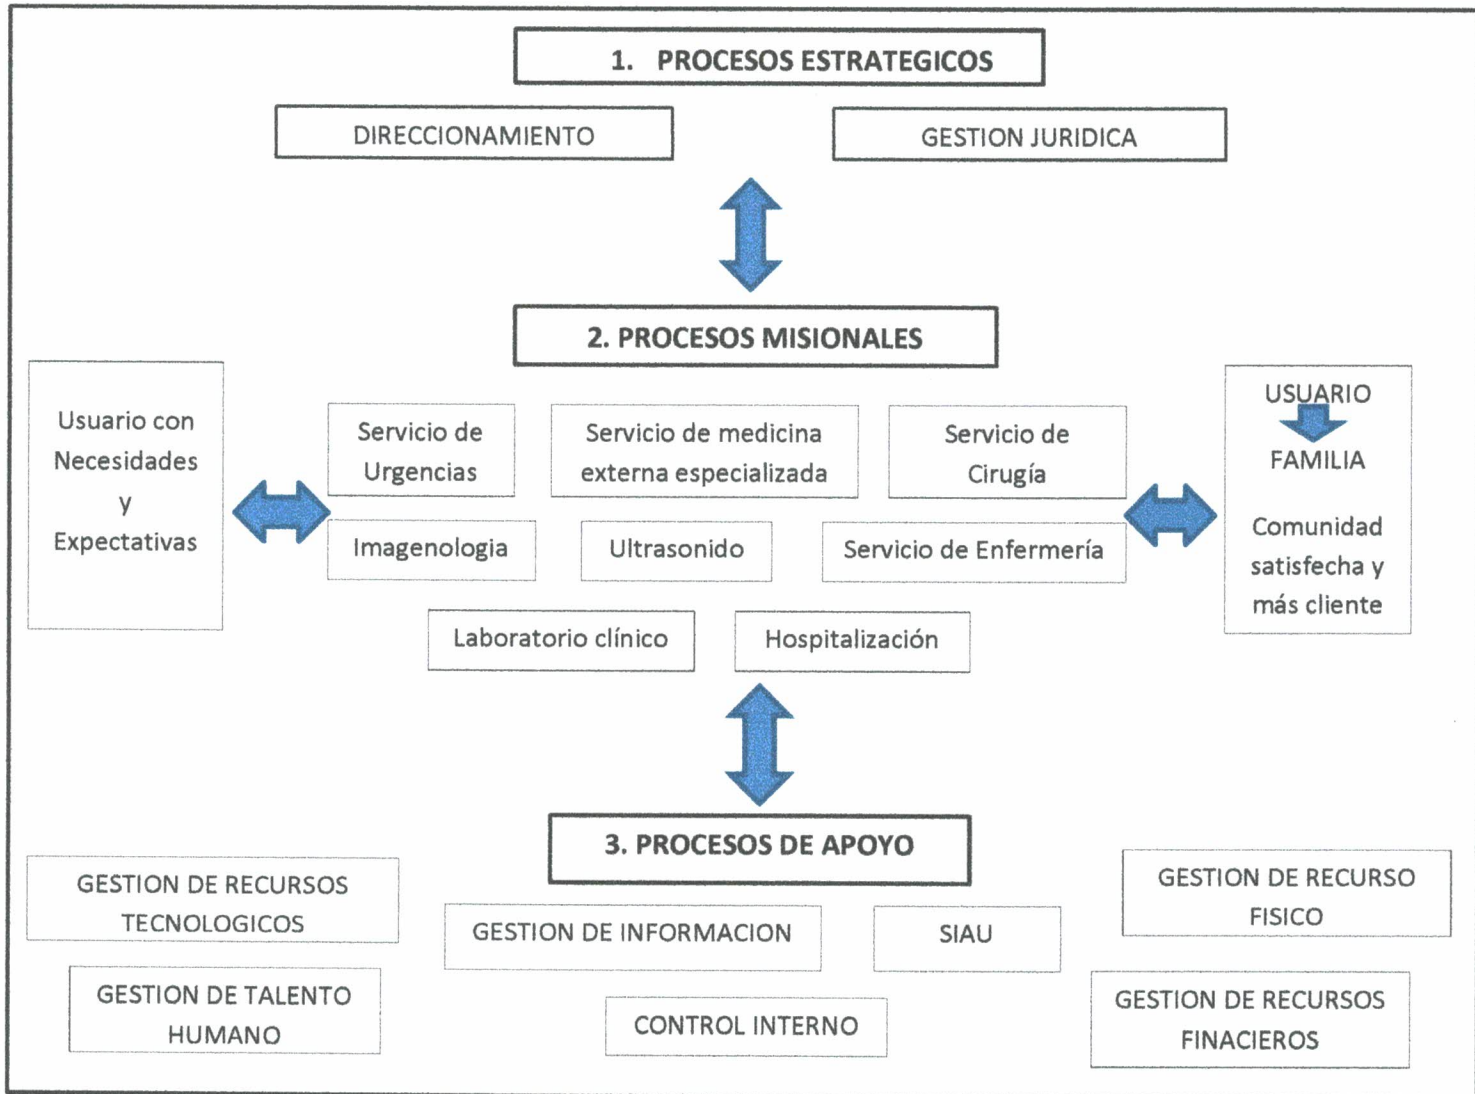 1. PROCESOS ESTRATEGICOS
DIRECCIONAMIENTO
GESTION JURIDICA
2. PROCESOS MISIONALES
Usuario con
Necesidades
y
Expectativas
Servicio de
Urgencias
Servicio de medicina
externa especializada
Servicio de
Cirugía
Imagenologia
Ultrasonido
Servicio de Enfermería
Laboratorio clínico
Hospitalización
USUARIO
FAMILIA
Comunidad
satisfecha y
más cliente
3. PROCESOS DE APOYO
GESTION DE RECURSOS
TECNOLOGICOS
GESTION DE INFORMACION
SIAU
GESTION DE RECURSO
FISICO
GESTION DE TALENTO
HUMANO
CONTROL INTERNO
GESTION DE RECURSOS
FINACIEROS